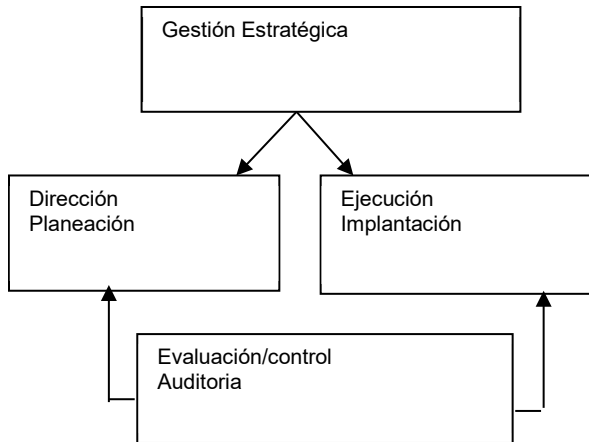 Gestión Estratégica
Dirección
Planeación
Ejecución
Implantación
Evaluación/control
Auditoria